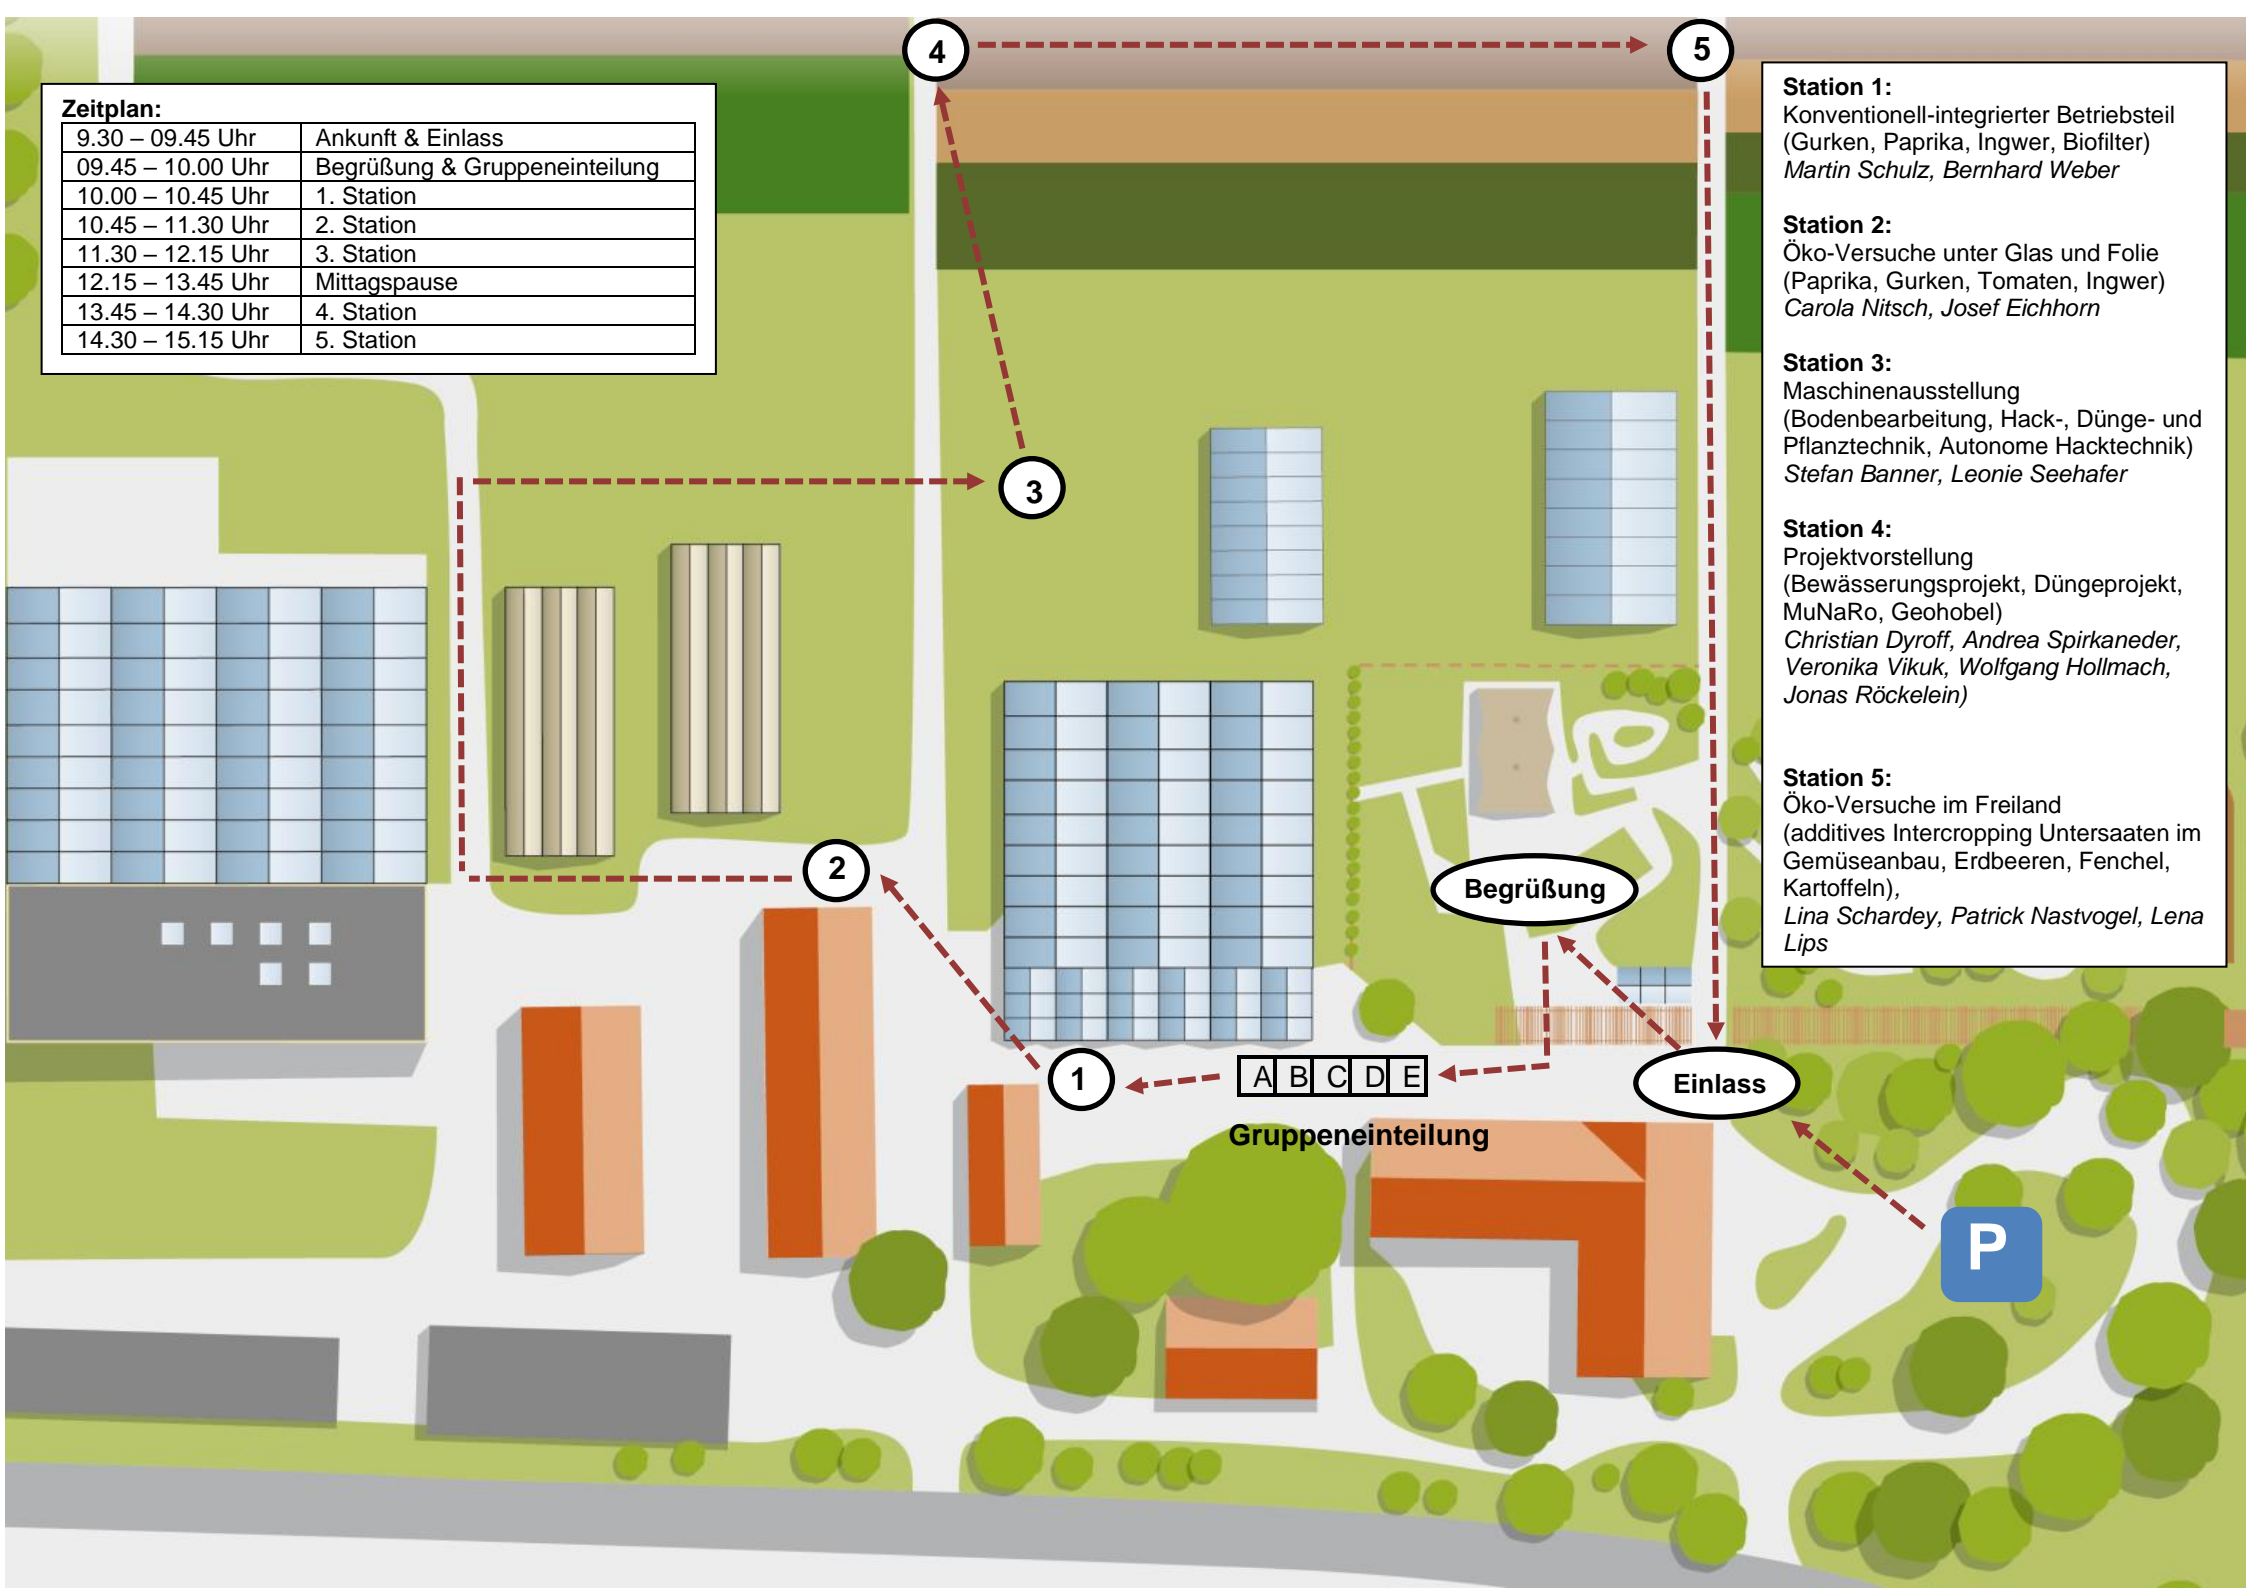 4
5
Zeitplan:
9.30 – 09.45 Uhr Ankunft & Einlass
09.45 – 10.00 Uhr Begrüßung & Gruppeneinteilung
10.00 – 10.45 Uhr 1. Station
10.45 – 11.30 Uhr 2. Station
11.30 – 12.15 Uhr 3. Station
12.15 – 13.45 Uhr Mittagspause
13.45 – 14.30 Uhr 4. Station
14.30 – 15.15 Uhr 5. Station
Station 1:
Konventionell-integrierter Betriebsteil
(Gurken, Paprika, Ingwer, Biofilter)
Martin Schulz, Bernhard Weber
Station 2:
Öko-Versuche unter Glas und Folie
(Paprika, Gurken, Tomaten, Ingwer)
Carola Nitsch, Josef Eichhorn
Station 3:
Maschinenausstellung
(Bodenbearbeitung, Hack-, Dünge- und
Pflanztechnik, Autonome Hacktechnik)
Stefan Banner, Leonie Seehafer
Station 4:
Projektvorstellung
(Bewässerungsprojekt, Düngeprojekt,
MuNaRo, Geohobel)
Christian Dyroff, Andrea Spirkaneder,
Veronika Vikuk, Wolfgang Hollmach,
Jonas Röckelein)
Station 5:
Öko-Versuche im Freiland
(additives Intercropping Untersaaten im
Gemüseanbau, Erdbeeren, Fenchel,
Kartoffeln),
Lina Schardey, Patrick Nastvogel, Lena
Lips
3
2
Begrüßung
1
A B C D E
Einlass
Gruppeneinteilung
P